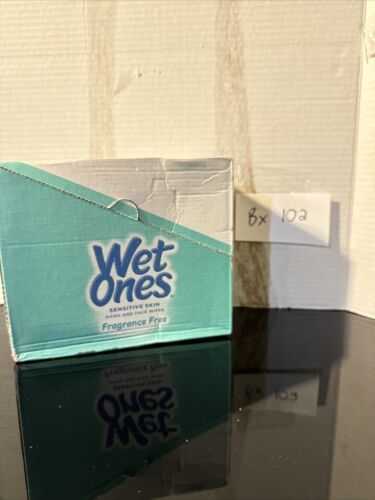 Bx 102
Wet
Ones
SENSITIVE SKIN
HAND AND FACE WIPES
Fragrance Free